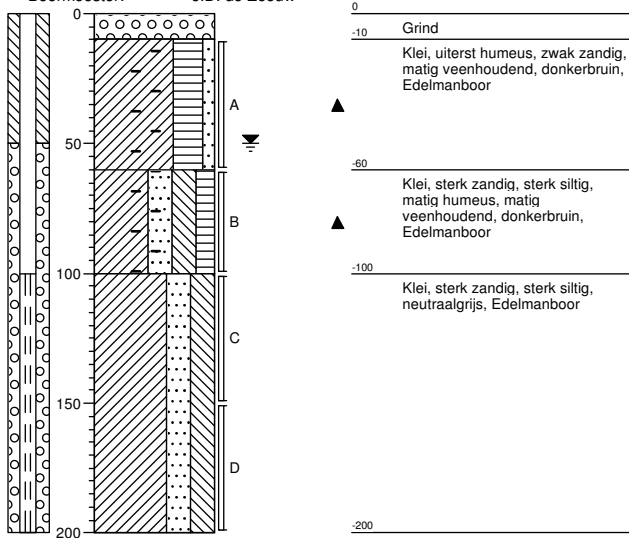 Boormeester:
0
50
100
150
200
A
B
C
D
0
Grind
-10
Klei, uiterst humeus, zwak zandig,
matig veenhoudend, donkerbruin,
Edelmanboor
-60
Klei, sterk zandig, sterk siltig,
matig humeus, matig
veenhoudend, donkerbruin,
Edelmanboor
-100
Klei, sterk zandig, sterk siltig,
neutraalgrijs, Edelmanboor
-200